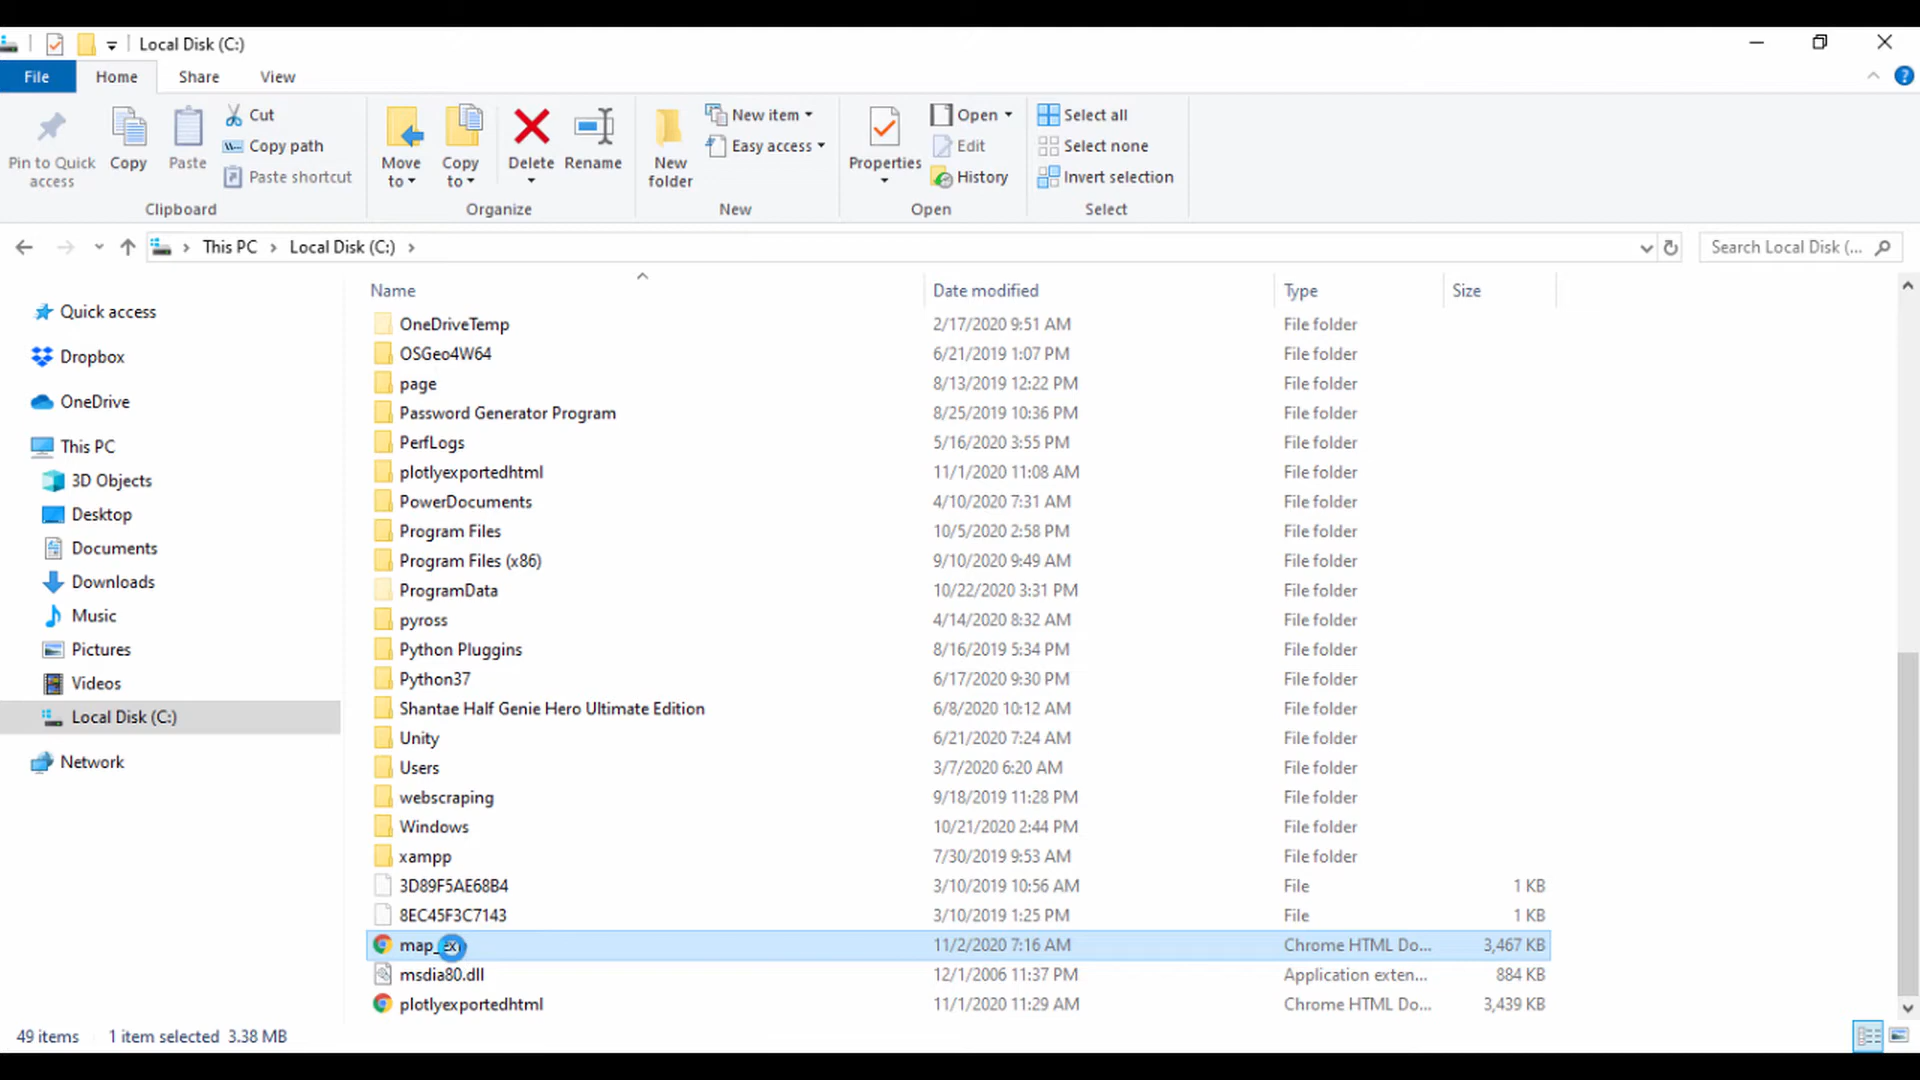 Local Disk (C:)
File Home Share View
Pin to Quick access
Copy
Paste
Cut
Copy path
Paste shortcut
Clipboard
Move to
Copy to
Delete
Rename
Organize
New folder
New item
Easy access
New
Properties
Open
Edit
History
Open
Select all
Select none
Invert selection
Select
This PC Local Disk (C:)
Search Local Disk (...
Quick access
Dropbox
OneDrive
This PC
3D Objects
Desktop
Documents
Downloads
Music
Pictures
Videos
Local Disk (C:)
Network
Name Date modified Type Size
OneDriveTemp 2/17/2020 9:51 AM File folder
OSGeo4W64 6/21/2019 1:07 PM File folder
page 8/13/2019 12:22 PM File folder
Password Generator Program 8/25/2019 10:36 PM File folder
PerfLogs 5/16/2020 3:55 PM File folder
plotlyexportedhtml 11/1/2020 11:08 AM File folder
PowerDocuments 4/10/2020 7:31 AM File folder
Program Files 10/5/2020 2:58 PM File folder
Program Files (x86) 9/10/2020 9:49 AM File folder
ProgramData 10/22/2020 3:31 PM File folder
pyross 4/14/2020 8:32 AM File folder
Python Pluggins 8/16/2019 5:34 PM File folder
Python37 6/17/2020 9:30 PM File folder
Shantae Half Genie Hero Ultimate Edition 6/8/2020 10:12 AM File folder
Unity 6/21/2020 7:24 AM File folder
Users 3/7/2020 6:20 AM File folder
webscraping 9/18/2019 11:28 PM File folder
Windows 10/21/2020 2:44 PM File folder
xampp 7/30/2019 9:53 AM File folder
3D89F5AE68B4 3/10/2019 10:56 AM File 1 KB
8EC45F3C7143 3/10/2019 1:25 PM File 1 KB
11/2/2020 7:16 AM Chrome HTML Do... 3,467 KB
msdia80.dll 12/1/2006 11:37 PM Application exten... 884 KB
plotlyexportedhtml 11/1/2020 11:29 AM Chrome HTML Do... 3,439 KB
49 items 1 item selected 3.38 MB